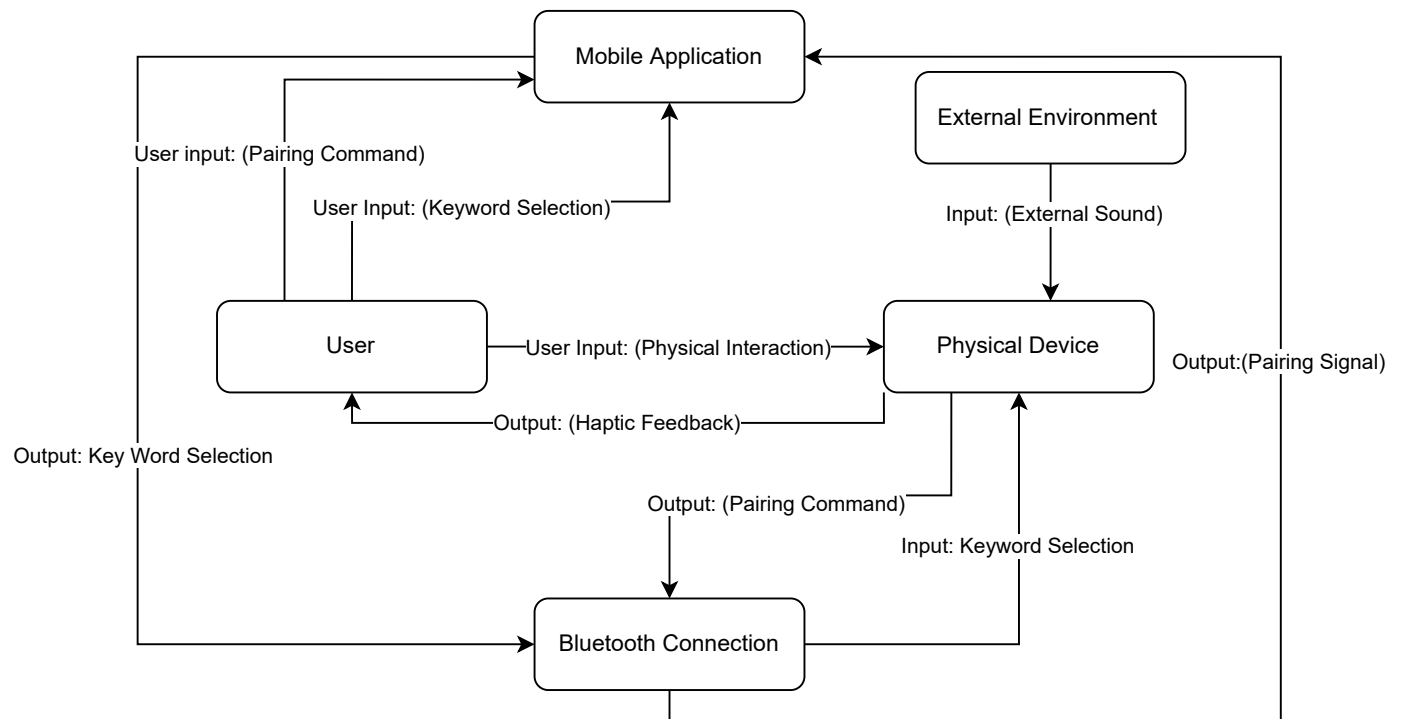 Mobile Application
External Environment
User input: (Pairing Command)
User Input: (Keyword Selection)
Input: (External Sound)
User
User Input: (Physical Interaction)
Physical Device
Output:(Pairing Signal)
Output: (Haptic Feedback)
Output: Key Word Selection
Output: (Pairing Command)
Input: Keyword Selection
Bluetooth Connection